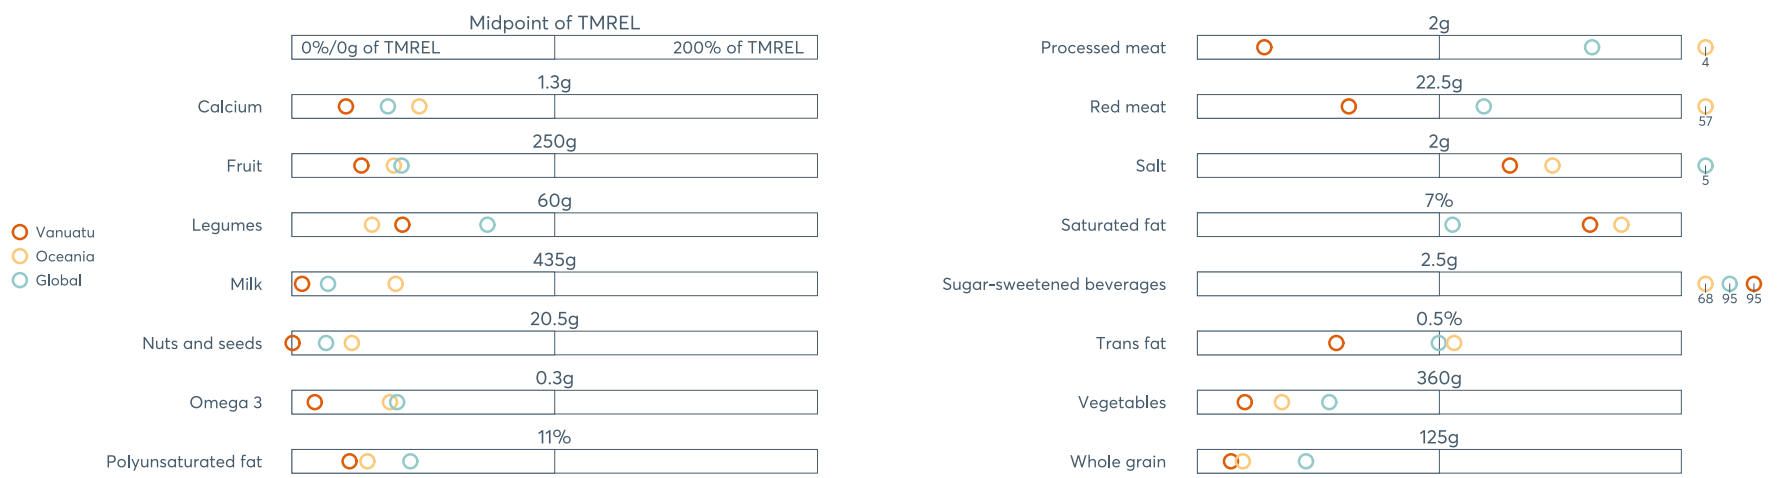 Midpoint of TMREL
0%/0g of TMREL 200% of TMREL
Calcium 1.3g
Fruit 250g
Legumes 60g
Milk 435g
Nuts and seeds 20.5g
Omega 3 0.3g
Polyunsaturated fat 11%
Vanuatu
Oceania
Global
Processed meat 2g
4
Red meat 22.5g
57
Salt 2g
5
Saturated fat 7%
Sugar-sweetened beverages 2.5g
68 95 95
Trans fat 0.5%
Vegetables 360g
Whole grain 125g